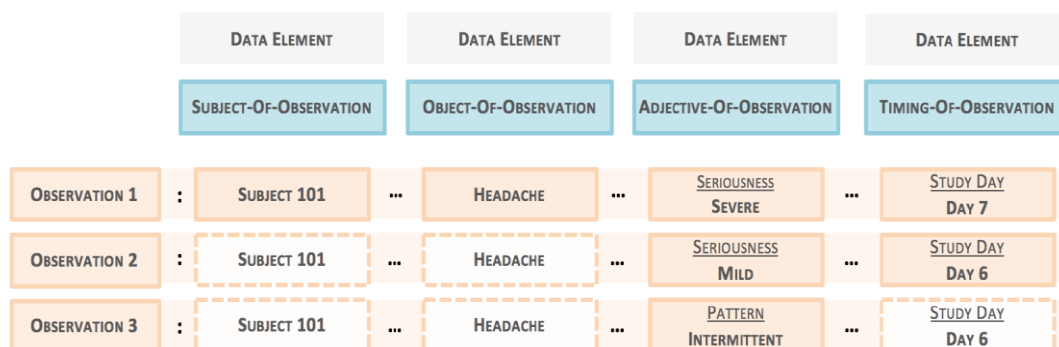 DATA ELEMENT DATA ELEMENT DATA ELEMENT DATA ELEMENT
SUBJECT-OF-OBSERVATION OBJECT-OF-OBSERVATION ADJECTIVE-OF-OBSERVATION TIMING-OF-OBSERVATION
OBSERVATION 1 : SUBJECT 101 ... HEADACHE ... SERIOUSNESS ... STUDY DAY
SEVERE DAY 7
OBSERVATION 2 : SUBJECT 101 ... HEADACHE ... SERIOUSNESS ... STUDY DAY
MILD DAY 6
OBSERVATION 3 : SUBJECT 101 ... HEADACHE ... PATTERN ... STUDY DAY
INTERMITTENT DAY 6